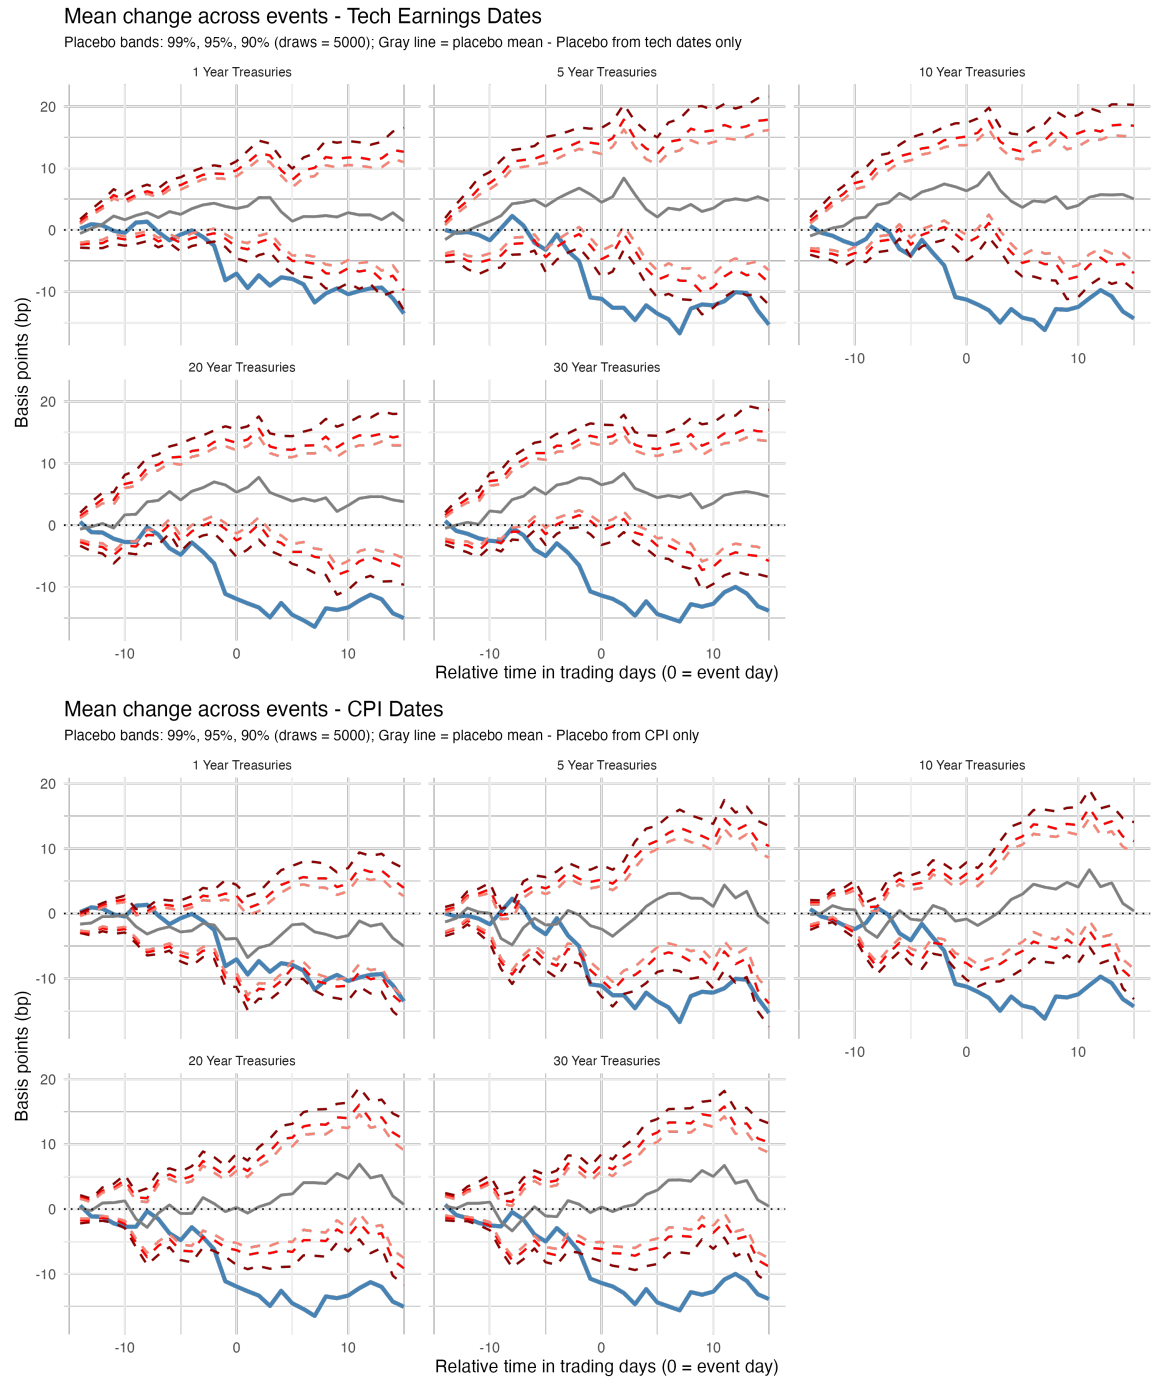 Mean change across events - Tech Earnings Dates
Placebo bands: 99%, 95%, 90% (draws = 5000); Gray line = placebo mean - Placebo from tech dates only
1 Year Treasuries
5 Year Treasuries
10 Year Treasuries
20
10
0
-10
-10
0
10
20 Year Treasuries
30 Year Treasuries
20
10
0
-10
-10
0
10
-10
0
10
Basis points (bp)
Relative time in trading days (0 = event day)
Mean change across events - CPI Dates
Placebo bands: 99%, 95%, 90% (draws = 5000); Gray line = placebo mean - Placebo from CPI only
1 Year Treasuries
5 Year Treasuries
10 Year Treasuries
20
10
0
-10
-10
0
10
20 Year Treasuries
30 Year Treasuries
20
10
0
-10
-10
0
10
-10
0
10
Basis points (bp)
Relative time in trading days (0 = event day)